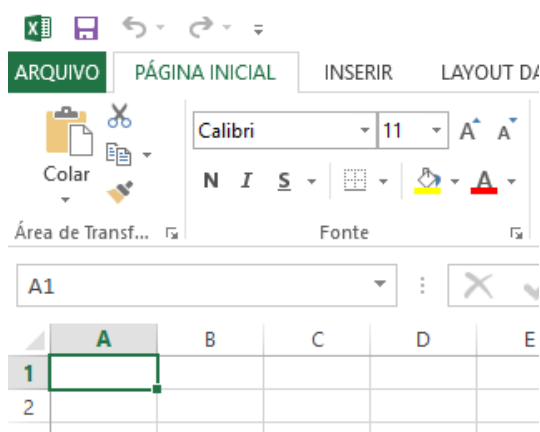 ARQUIVO PÁGINA INICIAL INSERIR LAYOUT DA
Calibri 11 A A
Colar N I S A
Área de Transf... Fonte
A1
A B C D E
1
2